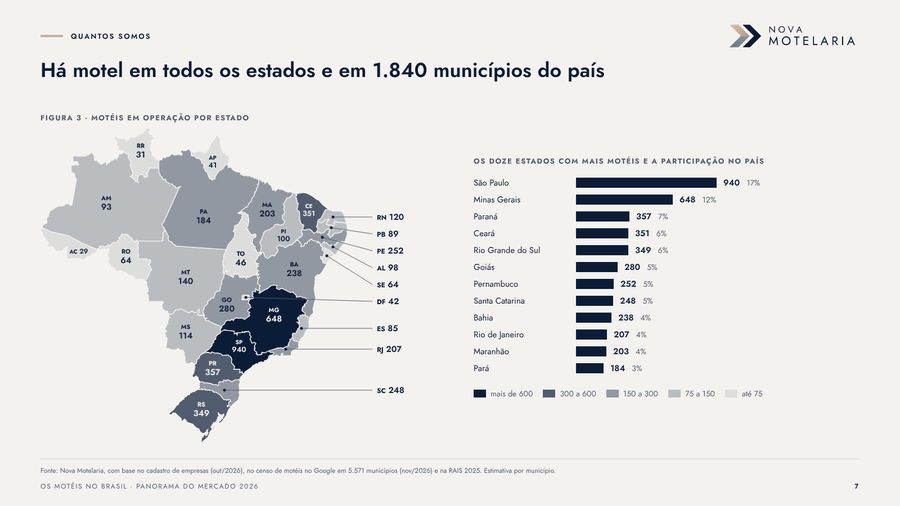 QUANTOS SOMOS
NOVA
MOTELARIA
Há motel em todos os estados e em 1.840 municípios do país
FIGURA 3 · MOTÉIS EM OPERAÇÃO POR ESTADO
RR
31
AP
41
AM
93
PA
184
MA
203
CE
351
PI
100
RN 120
PB 89
PE 252
AL 98
SE 64
AC 29
RO
64
TO
46
BA
238
MT
140
GO
280
DF 42
MG
648
MS
114
SP
940
ES 85
RJ 207
PR
357
SC 248
RS
349
OS DOZE ESTADOS COM MAIS MOTÉIS E A PARTICIPAÇÃO NO PAÍS
São Paulo 940 17%
Minas Gerais 648 12%
Paraná 357 7%
Ceará 351 6%
Rio Grande do Sul 349 6%
Goiás 280 5%
Pernambuco 252 5%
Santa Catarina 248 5%
Bahia 238 4%
Rio de Janeiro 207 4%
Maranhão 203 4%
Pará 184 3%
mais de 600 300 a 600 150 a 300 75 a 150 até 75
Fonte: Nova Motelaria, com base no cadastro de empresas (out/2026), no censo de motéis no Google em 5.571 municípios (nov/2026) e na RAIS 2025. Estimativa por município.
OS MOTÉIS NO BRASIL · PANORAMA DO MERCADO 2026
7